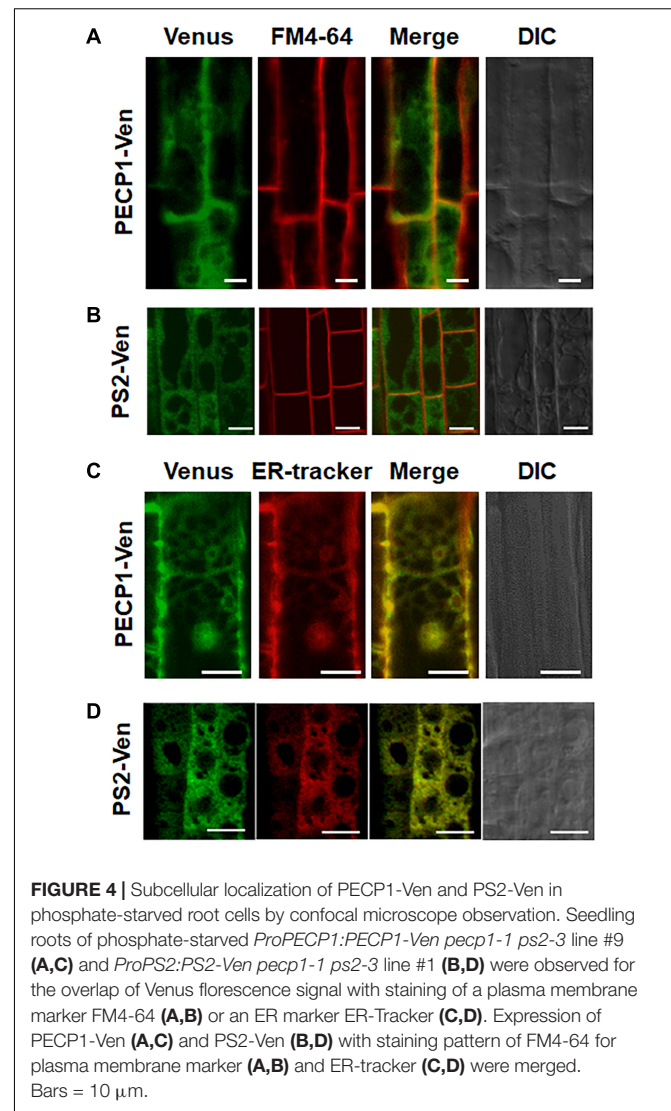 A Venus FM4-64 Merge DIC
PECP1-Ven
B
PS2-Ven
C Venus ER-tracker Merge DIC
PECP1-Ven
D
PS2-Ven
FIGURE 4 | Subcellular localization of PECP1-Ven and PS2-Ven in
phosphate-starved root cells by confocal microscope observation. Seedling
roots of phosphate-starved ProPECP1:PECP1-Ven pecp1-1 ps2-3 line #9
(A,C) and ProPS2:PS2-Ven pecp1-1 ps2-3 line #1 (B,D) were observed for
the overlap of Venus florescence signal with staining of a plasma membrane
marker FM4-64 (A,B) or an ER marker ER-Tracker (C,D). Expression of
PECP1-Ven (A,C) and PS2-Ven (B,D) with staining pattern of FM4-64 for
plasma membrane marker (A,B) and ER-tracker (C,D) were merged.
Bars = 10 μm.